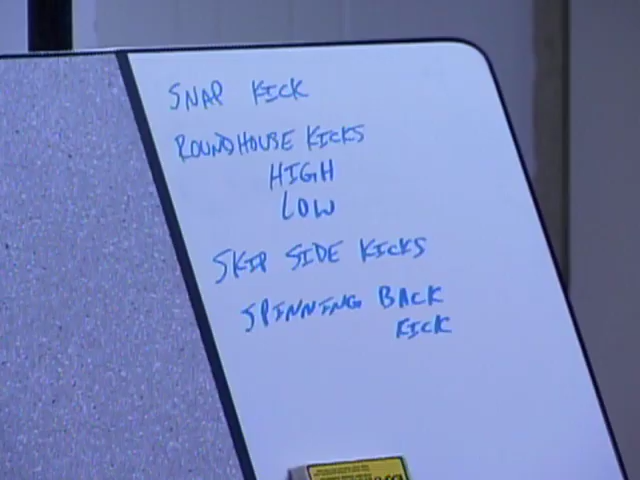 SNAP KICK
ROUNDHOUSE KICKS
HIGH
LOW
SKIP SIDE KICKS
SPINNING BACK
KICK